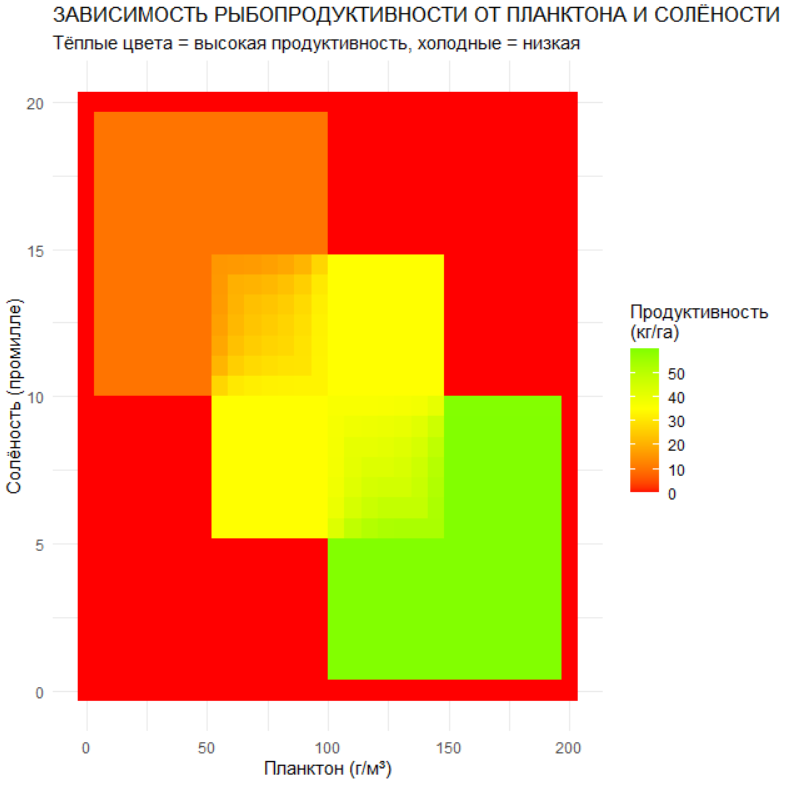 ЗАВИСИМОСТЬ РЫБОПРОДУКТИВНОСТИ ОТ ПЛАНКТОНА И СОЛЁНОСТИ
Тёплые цвета = высокая продуктивность, холодные = низкая
20
15
10
5
0
Солёность (промилле)
0 50 100 150 200
Планктон (г/м³)
Продуктивность
(кг/га)
50
40
30
20
10
0